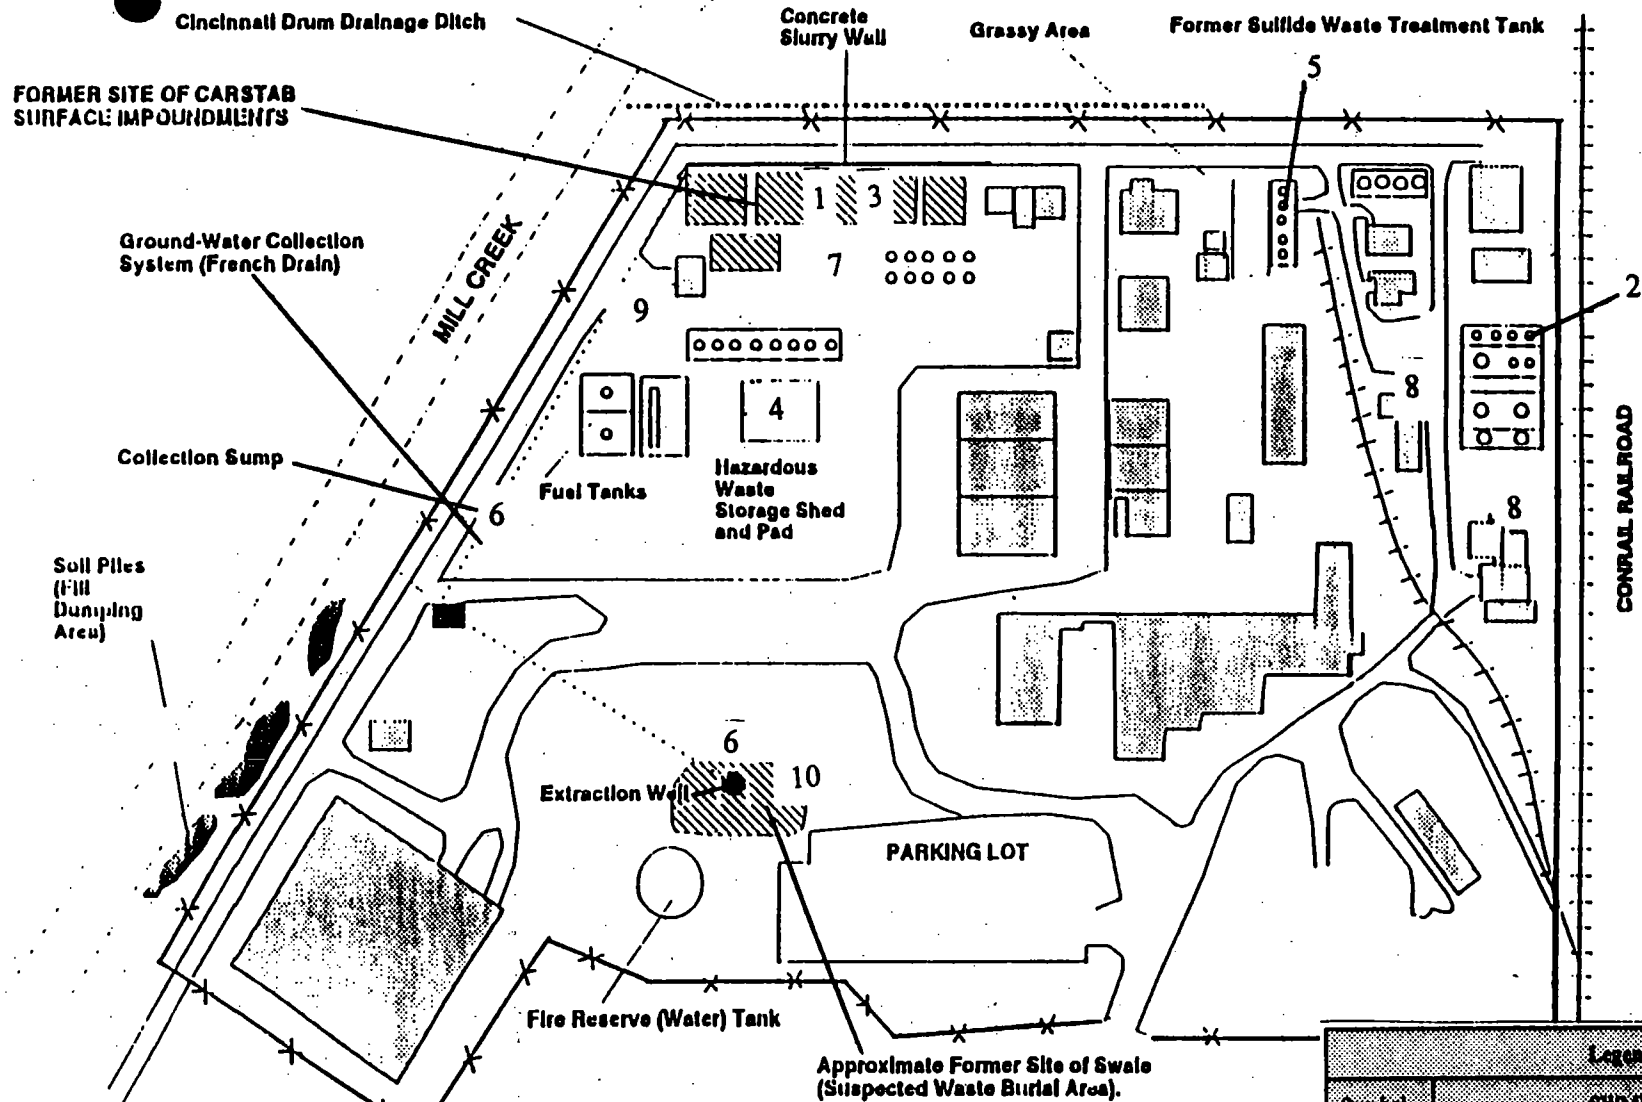 Cincinnati Drum Drainage Ditch
Concrete
Slurry Wall
Grassy Area
Former Sulfide Waste Treatment Tank
5
FORMER SITE OF CARSTAB
SURFACE IMPOUNDMENTS
1
3
Ground-Water Collection
System (French Drain)
MILL CREEK
7
2
9
8
4
CONRAIL RAILROAD
Collection Sump
Hazardous
Waste
Storage Shed
and Pad
Fuel Tanks
6
8
Soil Piles
(Fill
Dumping
Area)
6
10
Extraction Well
PARKING LOT
Fire Reserve (Water) Tank
Approximate Former Site of Swale
(Suspected Waste Burial Area).